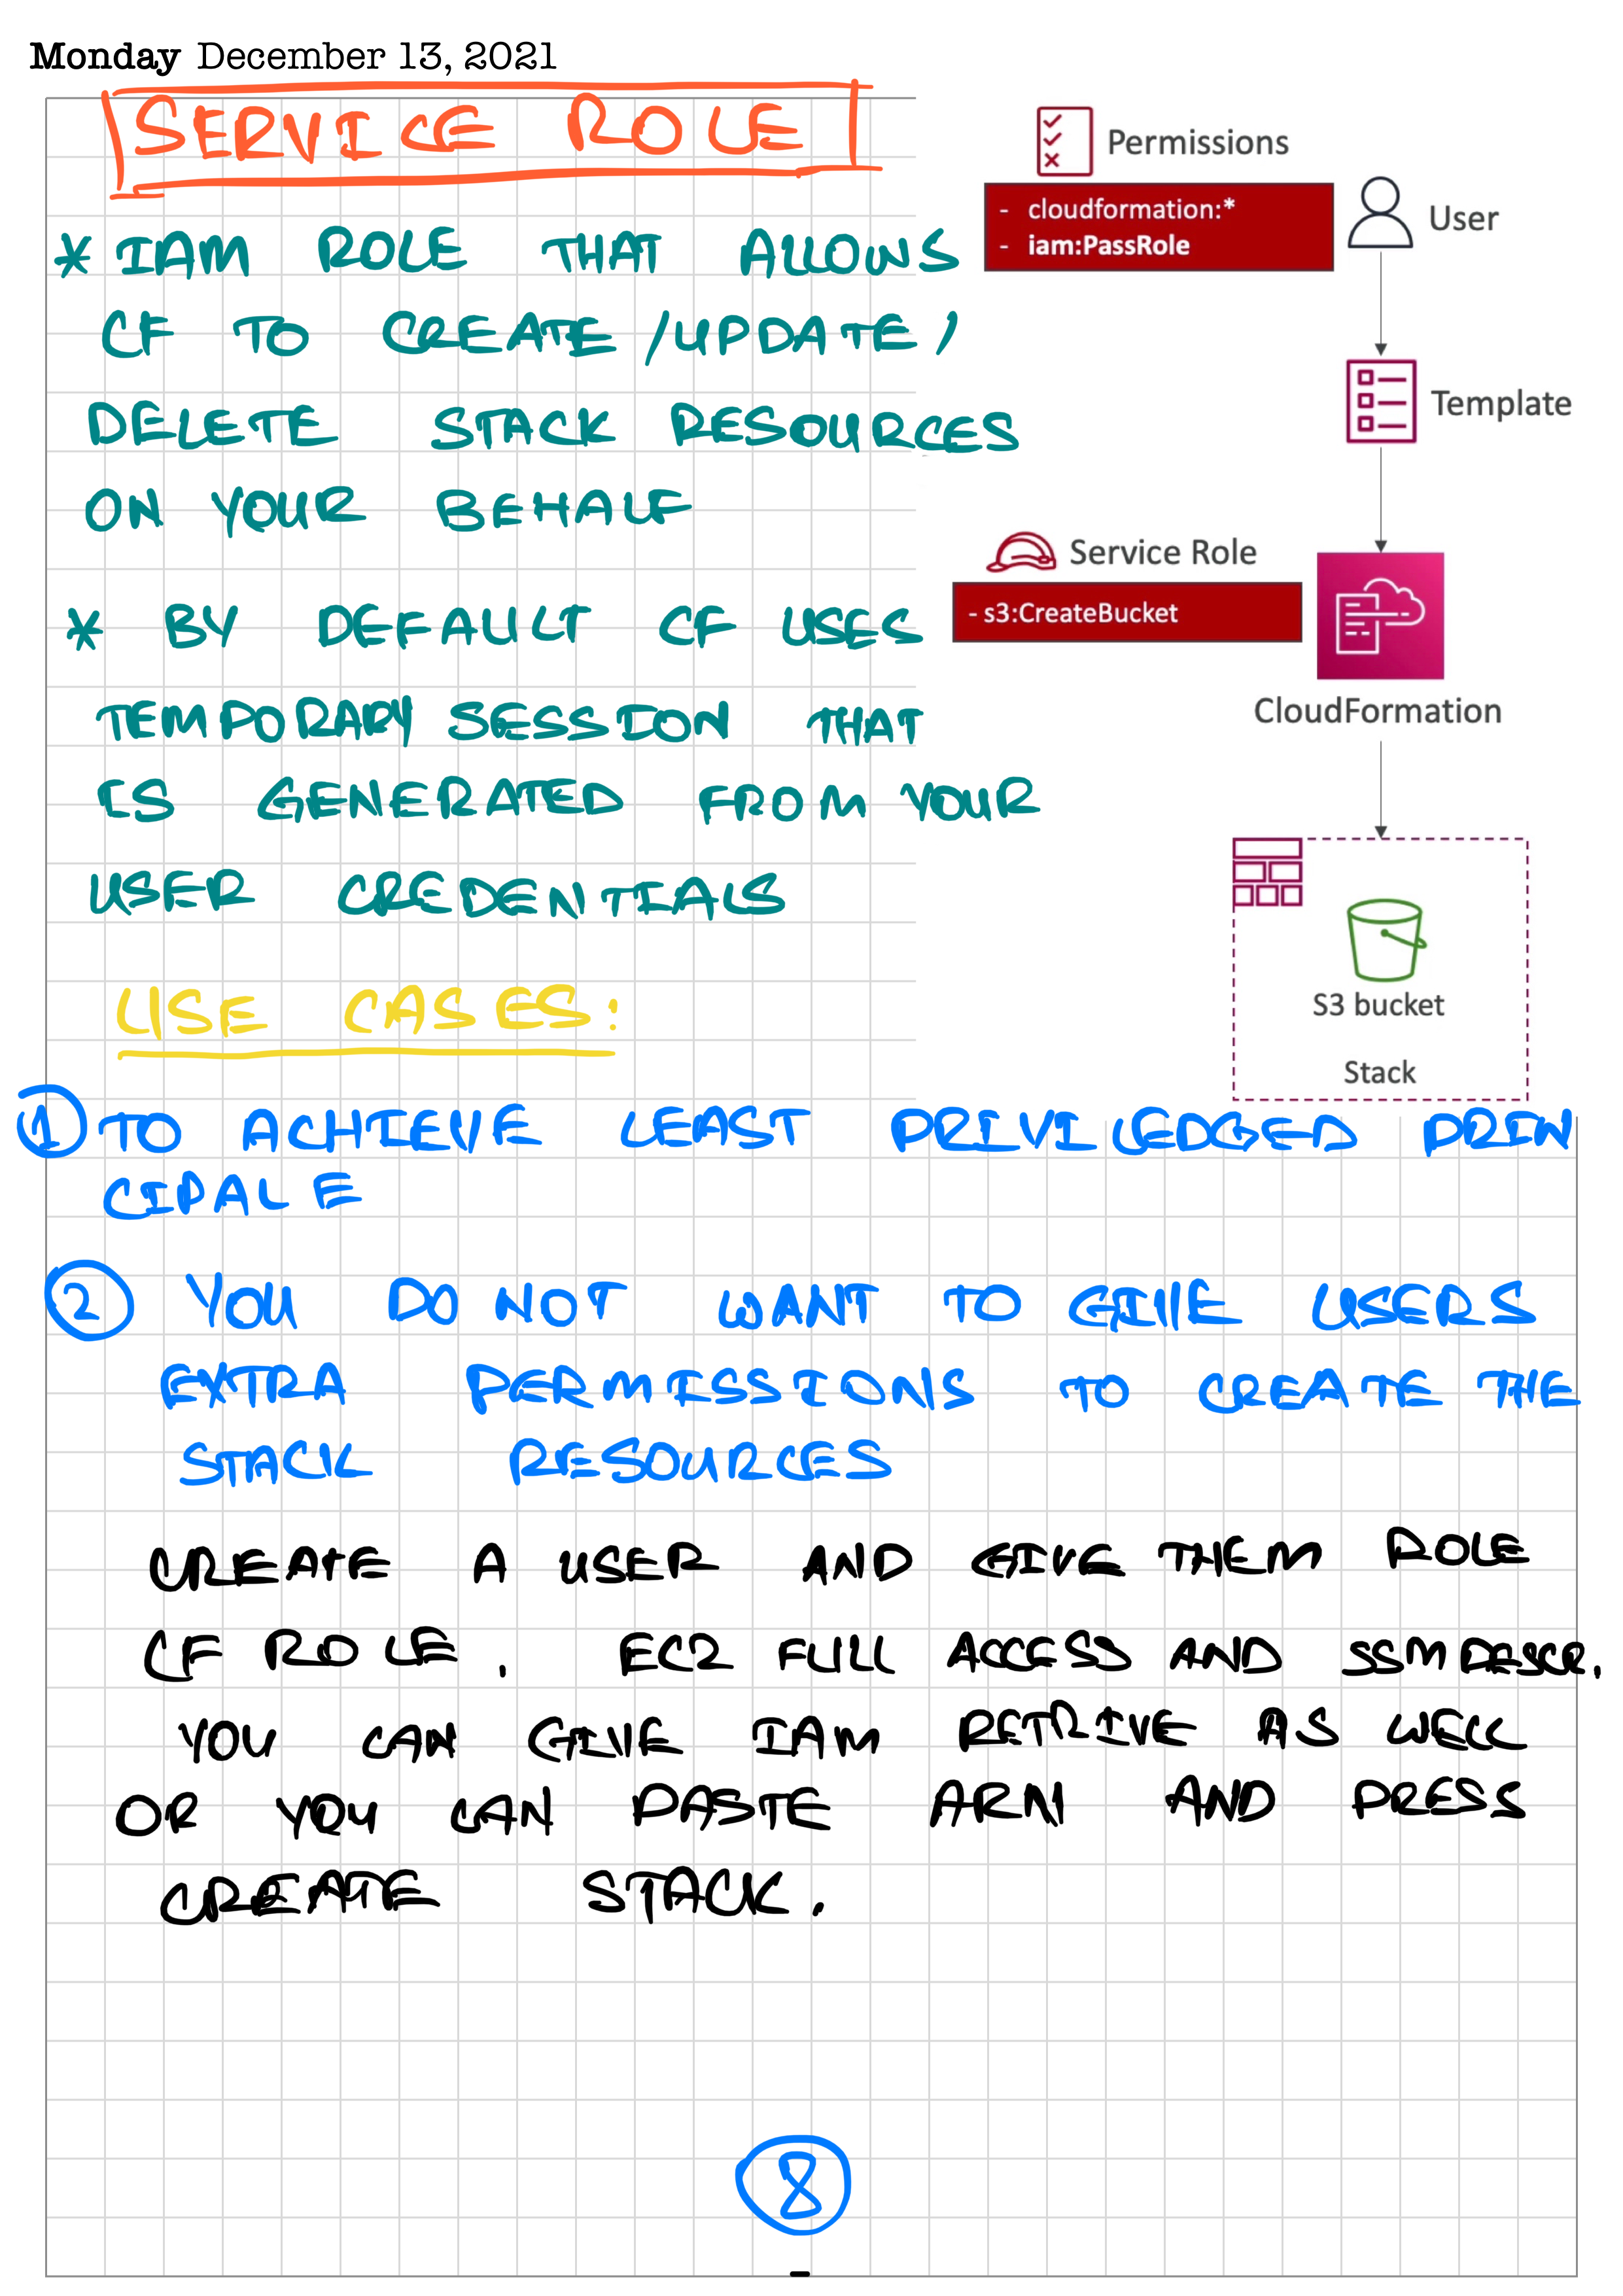 Monday December 13, 2021
SERVICE ROLE
* IAM ROLE THAT ALLOWS
CF TO CREATE /UPDATE/
DELETE STACK RESOURCES
ON YOUR BEHALF
* BY DEFAULT CF USES
TEMPORARY SESSION THAT
IS GENERATED FROM YOUR
USER CREDENTIALS
Permissions
- cloudformation:*
- iam:PassRole
User
Template
Service Role
- s3:CreateBucket
CloudFormation
S3 bucket
Stack
USE CASES:
1 TO ACHIEVE LEAST PRIVILEDGED PRIN
CIPALE
2 YOU DO NOT WANT TO GIVE USERS
EXTRA PERMISSIONS TO CREATE THE
STACK RESOURCES
CREATE A USER AND GIVE THEM ROLE
CF ROLE. EC2 FULL ACCESS AND SSM DESCR.
YOU CAN GIVE IAM RETRIVE AS WELL
OR YOU CAN PASTE ARN AND PRESS
CREATE STACK.
8